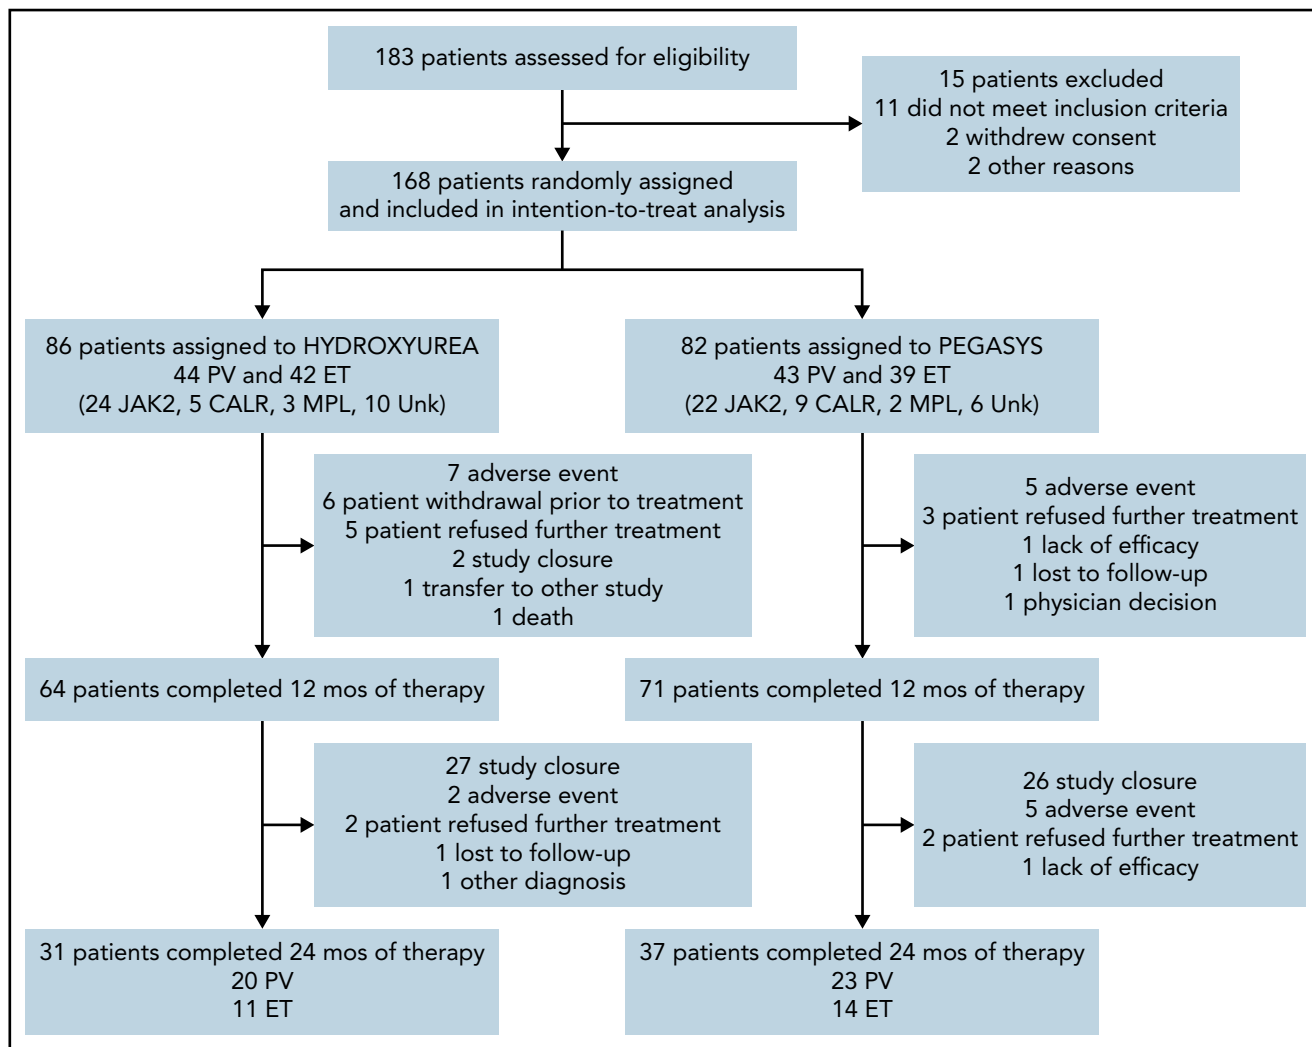 183 patients assessed for eligibility
15 patients excluded
11 did not meet inclusion criteria
2 withdrew consent
2 other reasons
168 patients randomly assigned
and included in intention-to-treat analysis
86 patients assigned to HYDROXYUREA
44 PV and 42 ET
(24 JAK2, 5 CALR, 3 MPL, 10 Unk)
82 patients assigned to PEGASYS
43 PV and 39 ET
(22 JAK2, 9 CALR, 2 MPL, 6 Unk)
7 adverse event
6 patient withdrawal prior to treatment
5 patient refused further treatment
2 study closure
1 transfer to other study
1 death
5 adverse event
3 patient refused further treatment
1 lack of efficacy
1 lost to follow-up
1 physician decision
64 patients completed 12 mos of therapy
71 patients completed 12 mos of therapy
27 study closure
2 adverse event
2 patient refused further treatment
1 lost to follow-up
1 other diagnosis
26 study closure
5 adverse event
2 patient refused further treatment
1 lack of efficacy
31 patients completed 24 mos of therapy
20 PV
11 ET
37 patients completed 24 mos of therapy
23 PV
14 ET